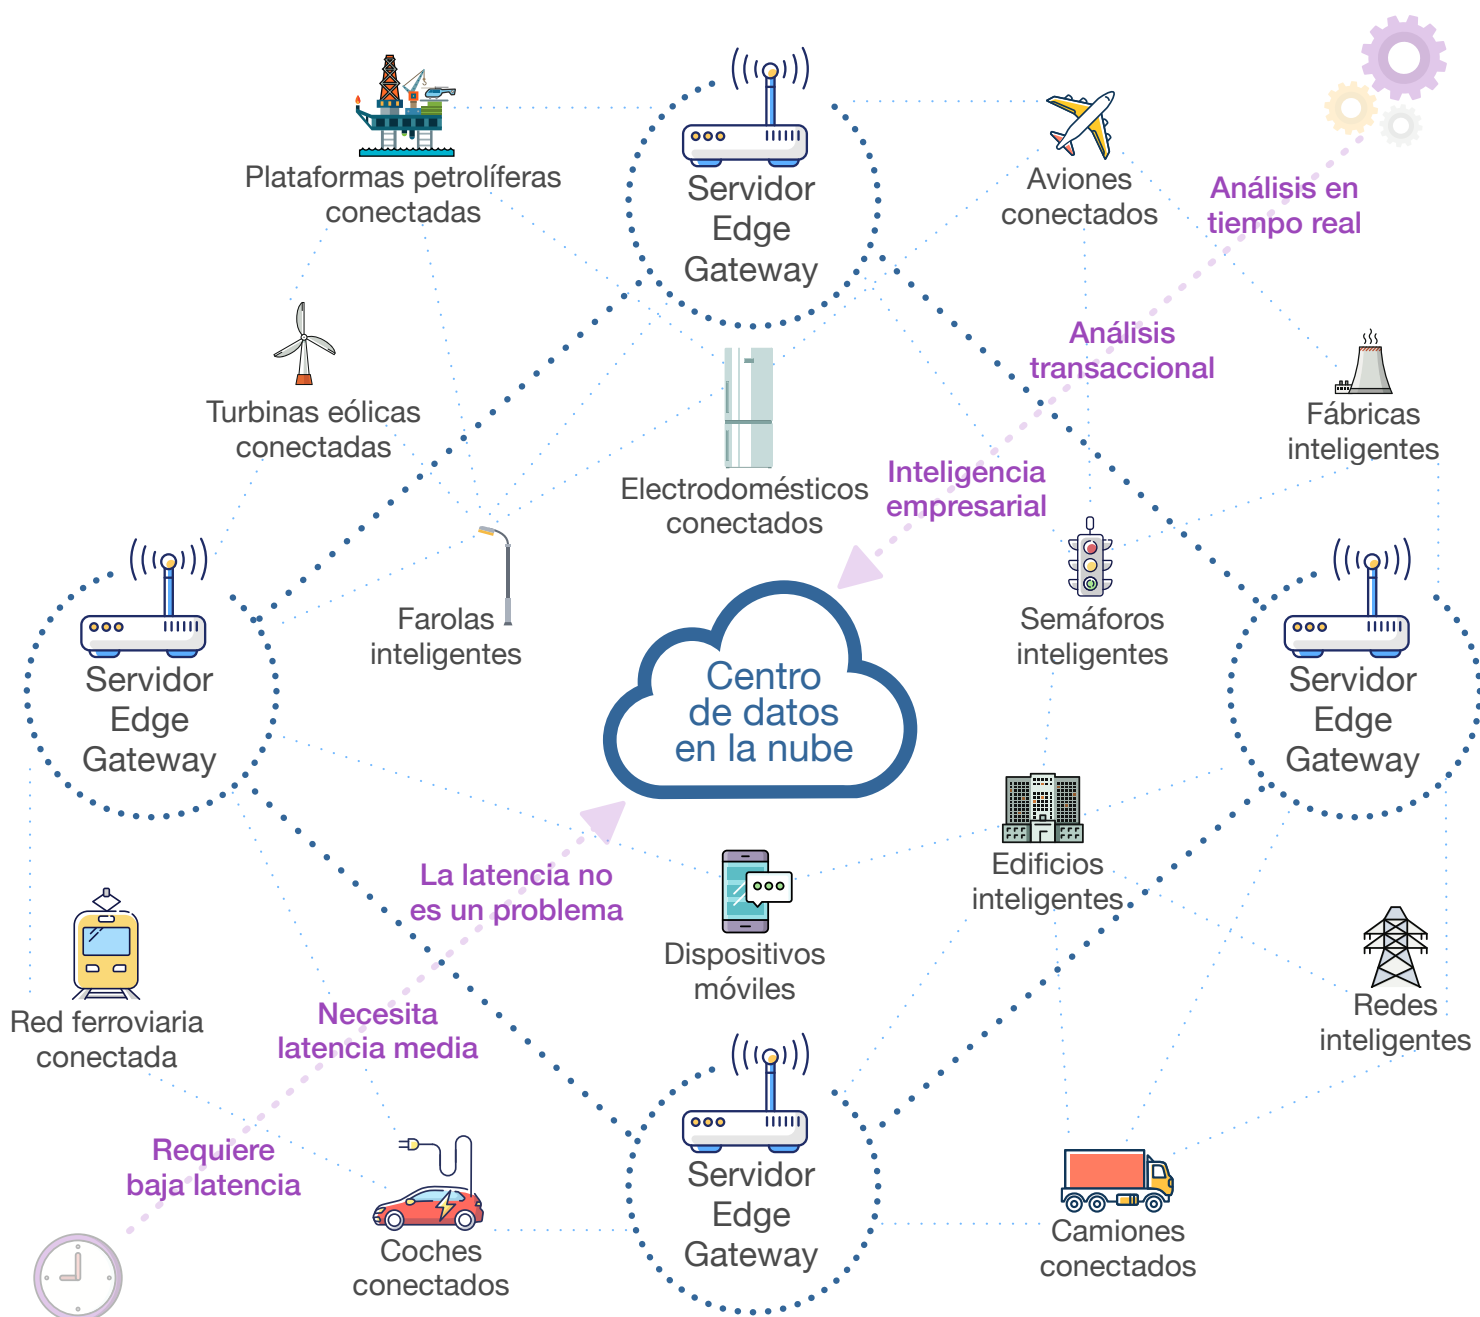 Plataformas petrolíferas
conectadas
Servidor
Edge
Gateway
Aviones
conectados
Análisis en
tiempo real
Análisis
transaccional
Turbinas eólicas
conectadas
Fábricas
inteligentes
Electrodomésticos
conectados
Inteligencia
empresarial
Farolas
inteligentes
Semáforos
inteligentes
Servidor
Edge
Gateway
Centro
de datos
en la nube
Servidor
Edge
Gateway
La latencia no
es un problema
Edificios
inteligentes
Dispositivos
móviles
Red ferroviaria
conectada
Necesita
latencia media
Redes
inteligentes
Requiere
baja latencia
Servidor
Edge
Gateway
Coches
conectados
Camiones
conectados